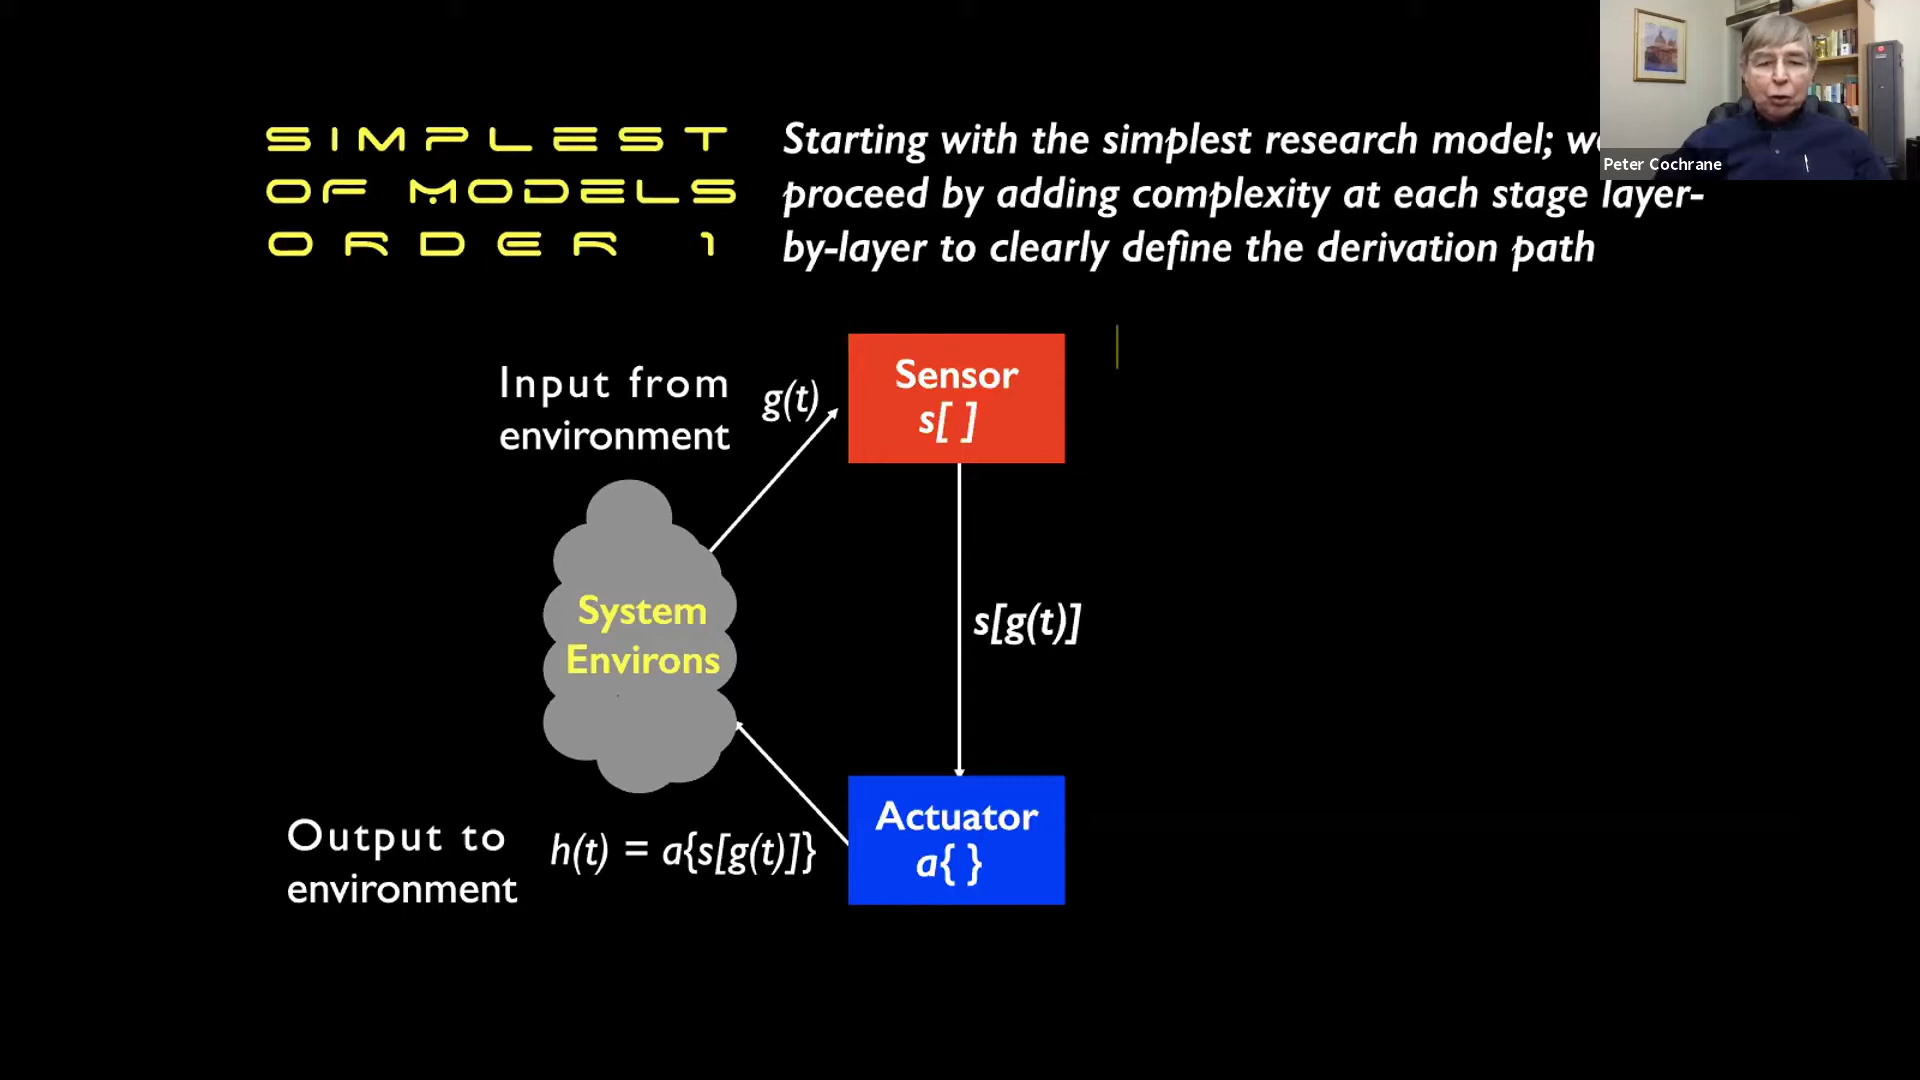 SIMPLEST
OF MODELS
ORDER 1
Starting with the simplest research model; we
proceed by adding complexity at each stage layer-
by-layer to clearly define the derivation path
Peter Cochrane
Input from
environment
g(t)
Sensor
s[ ]
System
Environs
s[g(t)]
Actuator
a{ }
Output to
environment
h(t) = a{s[g(t)]}